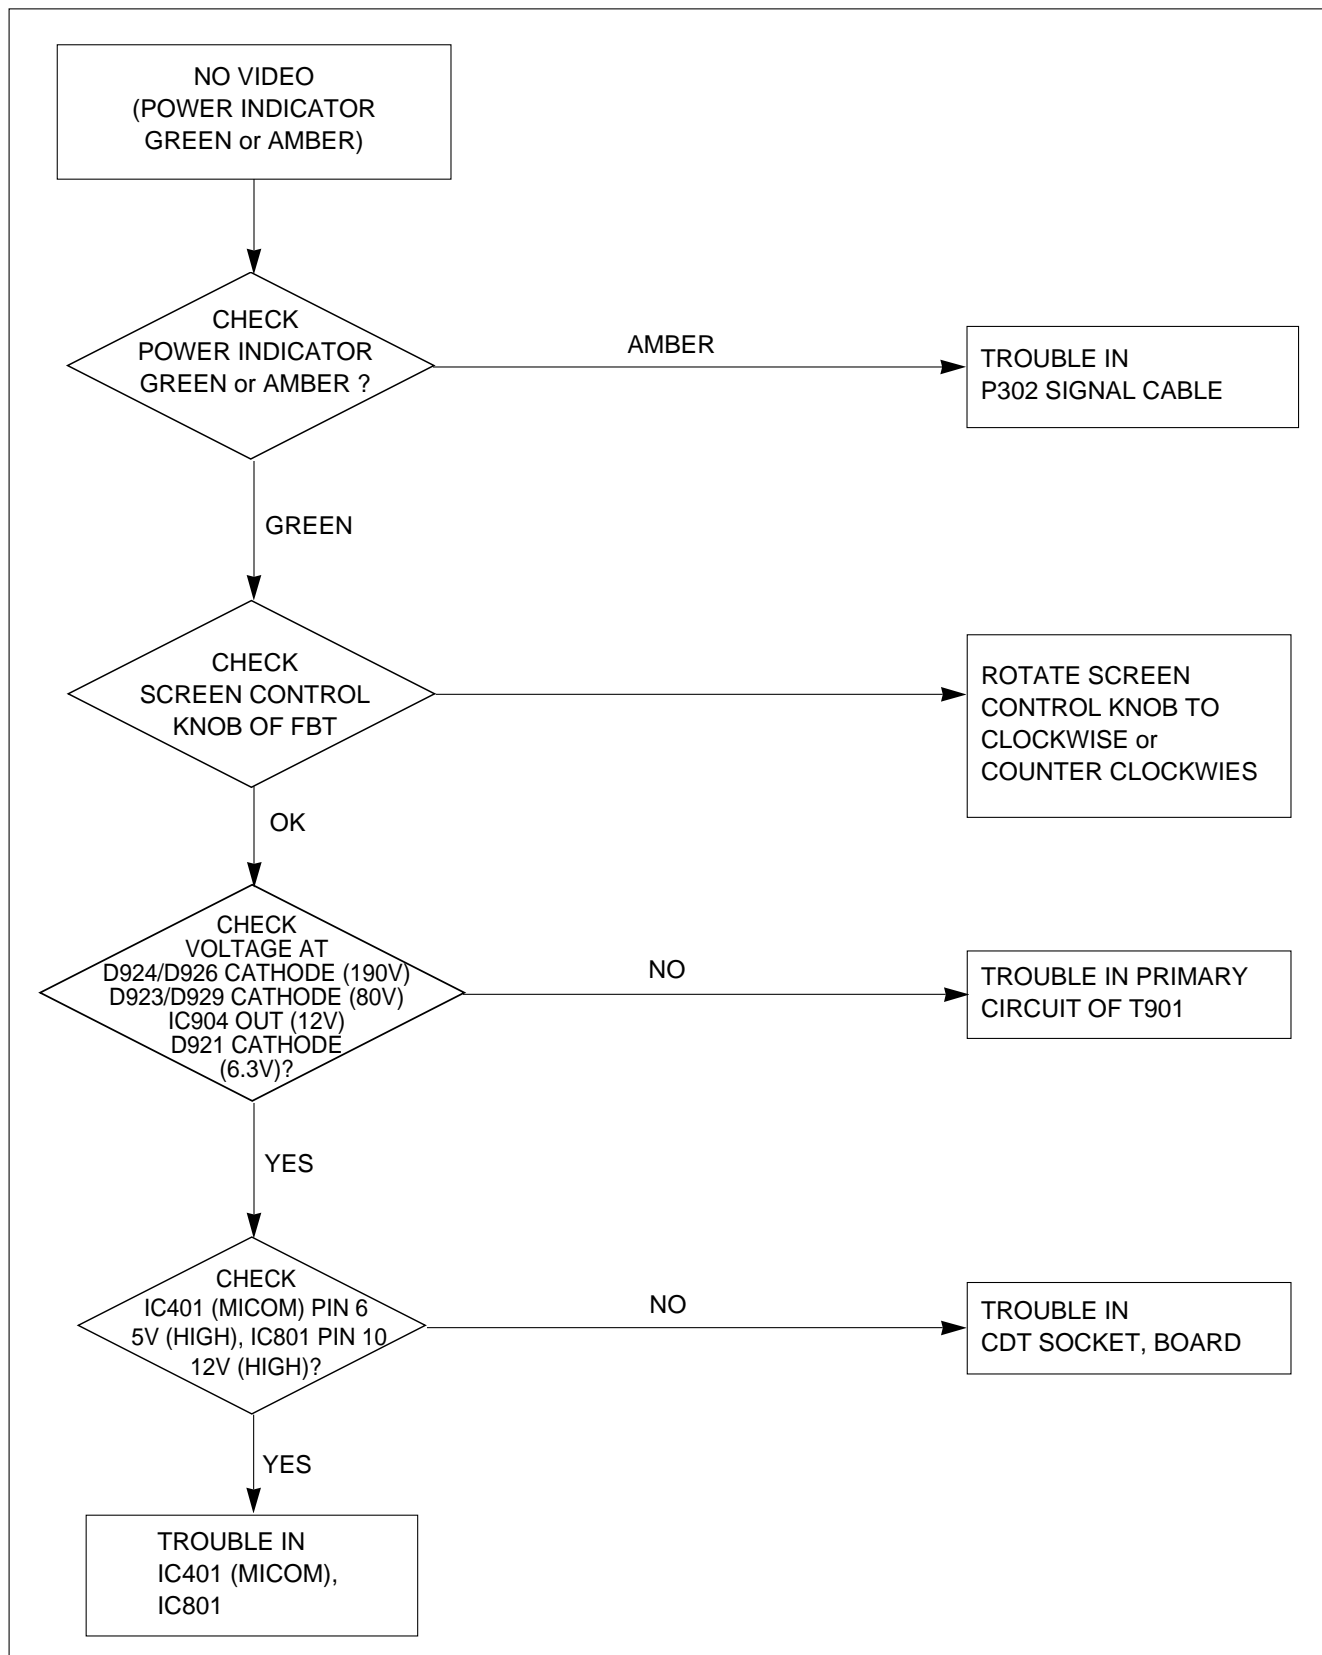 NO VIDEO
(POWER INDICATOR
GREEN or AMBER)
CHECK
POWER INDICATOR
GREEN or AMBER ?
AMBER
TROUBLE IN
P302 SIGNAL CABLE
GREEN
CHECK
SCREEN CONTROL
KNOB OF FBT
ROTATE SCREEN
CONTROL KNOB TO
CLOCKWISE or
COUNTER CLOCKWIES
OK
CHECK
VOLTAGE AT
D924/D926 CATHODE (190V)
D923/D929 CATHODE (80V)
IC904 OUT (12V)
D921 CATHODE
(6.3V)?
NO
TROUBLE IN PRIMARY
CIRCUIT OF T901
YES
CHECK
IC401 (MICOM) PIN 6
5V (HIGH), IC801 PIN 10
12V (HIGH)?
NO
TROUBLE IN
CDT SOCKET, BOARD
YES
TROUBLE IN
IC401 (MICOM),
IC801